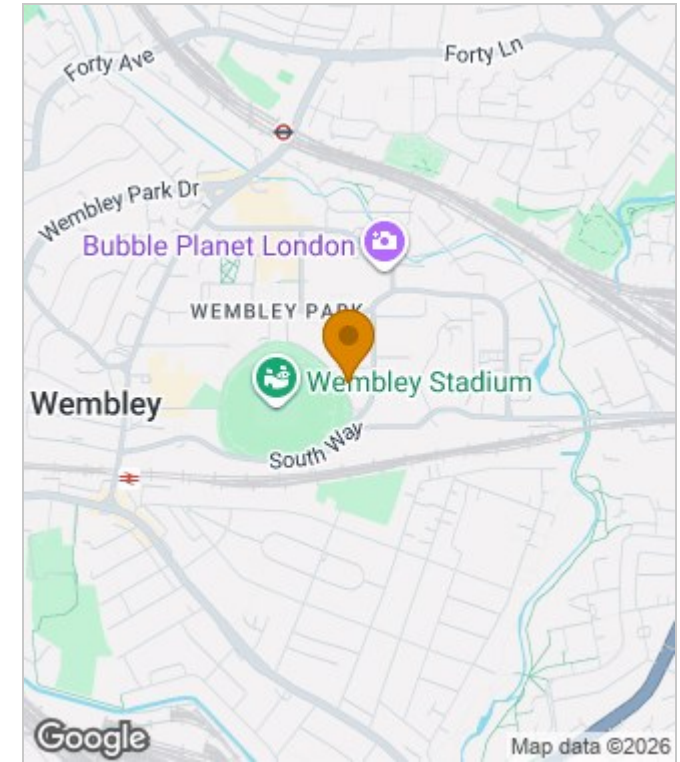 Forty Ave
Forty Ln
Wembley Park Dr
Bubble Planet London
WEMBLEY PARK
Wembley Stadium
Wembley
South Way
Google
Map data ©2026